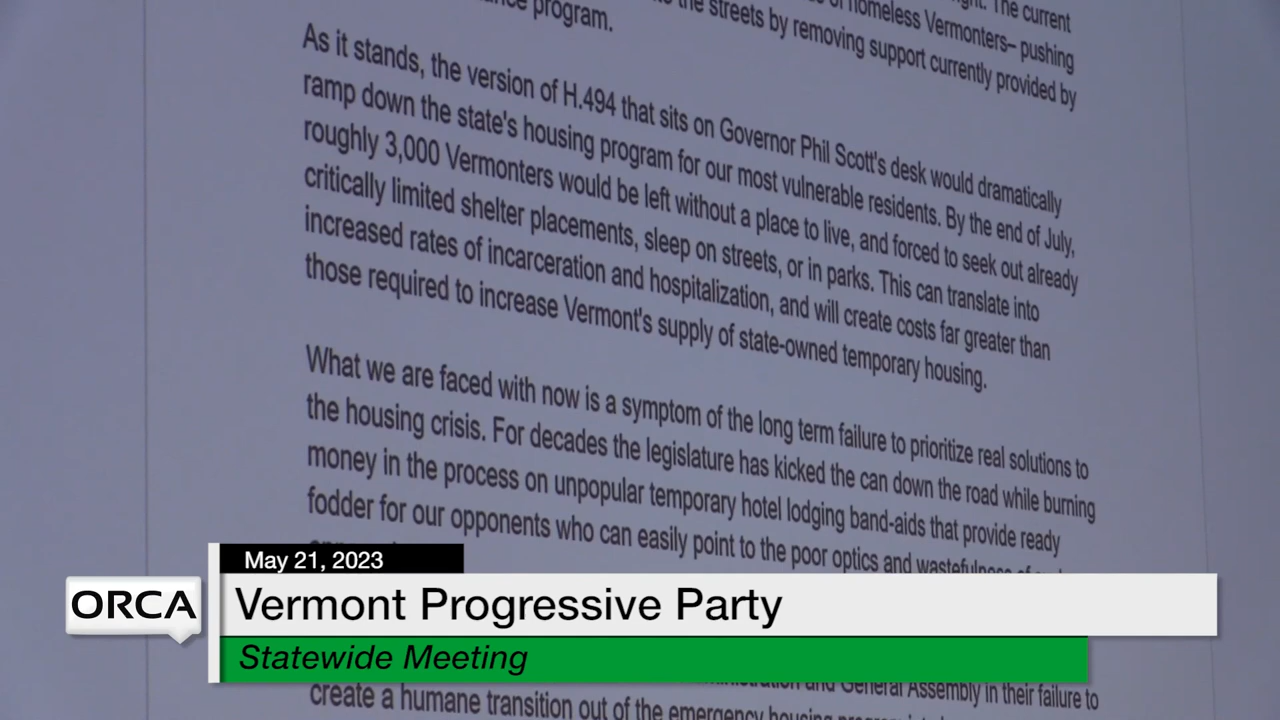 The current
homeless Vermonters– pushing
the streets by removing support currently provided by
program.
As it stands, the version of H.494 that sits on Governor Phil Scott's desk would dramatically
ramp down the state's housing program for our most vulnerable residents. By the end of July,
roughly 3,000 Vermonters would be left without a place to live, and forced to seek out already
critically limited shelter placements, sleep on streets, or in parks. This can translate into
increased rates of incarceration and hospitalization, and will create costs far greater than
those required to increase Vermont's supply of state-owned temporary housing.
What we are faced with now is a symptom of the long term failure to prioritize real solutions to
the housing crisis. For decades the legislature has kicked the can down the road while burning
money in the process on unpopular temporary hotel lodging band-aids that provide ready
fodder for our opponents who can easily point to the poor optics and wastefulness of
May 21, 2023
ORCA
Vermont Progressive Party
Statewide Meeting
and General Assembly in their failure to
create a humane transition out of the emergency housing